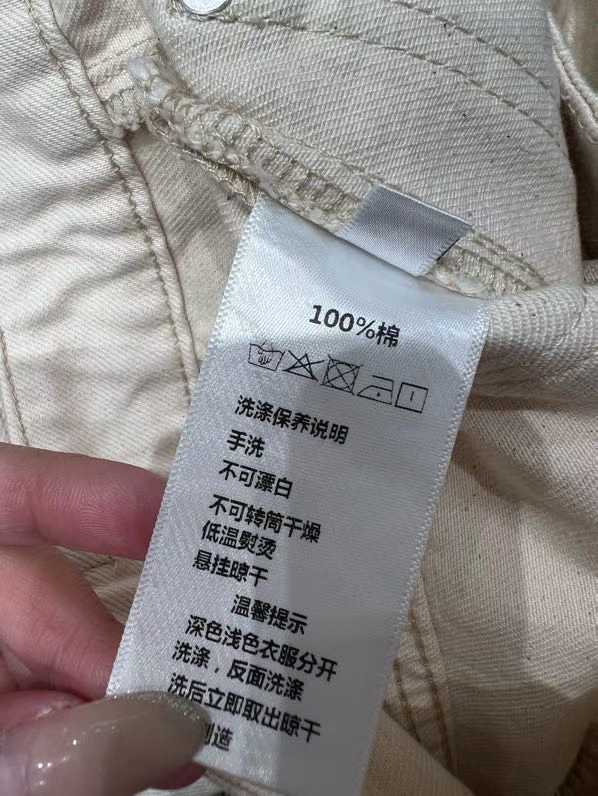 100%棉
洗涤保养说明
手洗
不可漂白
不可转筒干燥
低温熨烫
悬挂晾干
温馨提示
深色浅色衣服分开
洗涤，反面洗涤
洗后立即取出晾干
制造